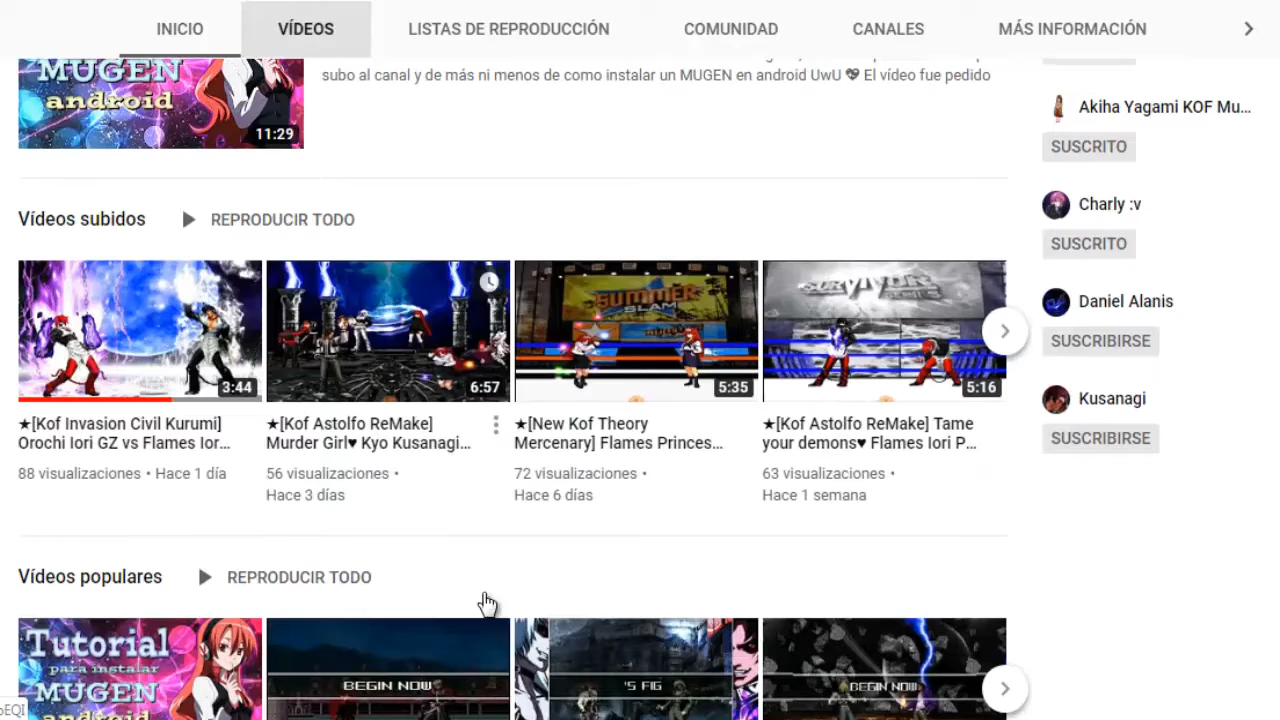 INICIO VÍDEOS LISTAS DE REPRODUCCIÓN COMUNIDAD CANALES MÁS INFORMACIÓN
MUGEN
android
11:29
subo al canal y de más ni menos de como instalar un MUGEN en android UwU 💖 El vídeo fue pedido
Akiha Yagami KOF Mu...
SUSCRITO
Charly :v
SUSCRITO
Daniel Alanis
SUSCRIBIRSE
Kusanagi
SUSCRIBIRSE
Vídeos subidos REPRODUCIR TODO
SUMMER
SLAM
SURVIVOR
SERIES
3:44
6:57
5:35
5:16
★[Kof Invasion Civil Kurumi]
Orochi Iori GZ vs Flames Ior...
88 visualizaciones • Hace 1 día
★[Kof Astolfo ReMake]
Murder Girl♥ Kyo Kusanagi...
56 visualizaciones •
Hace 3 días
★[New Kof Theory
Mercenary] Flames Princes...
72 visualizaciones •
Hace 6 días
★[Kof Astolfo ReMake] Tame
your demons♥ Flames Iori P...
63 visualizaciones •
Hace 1 semana
Vídeos populares REPRODUCIR TODO
Tutorial
para instalar
MUGEN
android
BEGIN NOW
'S FIG
BEGIN NOW
oEQI